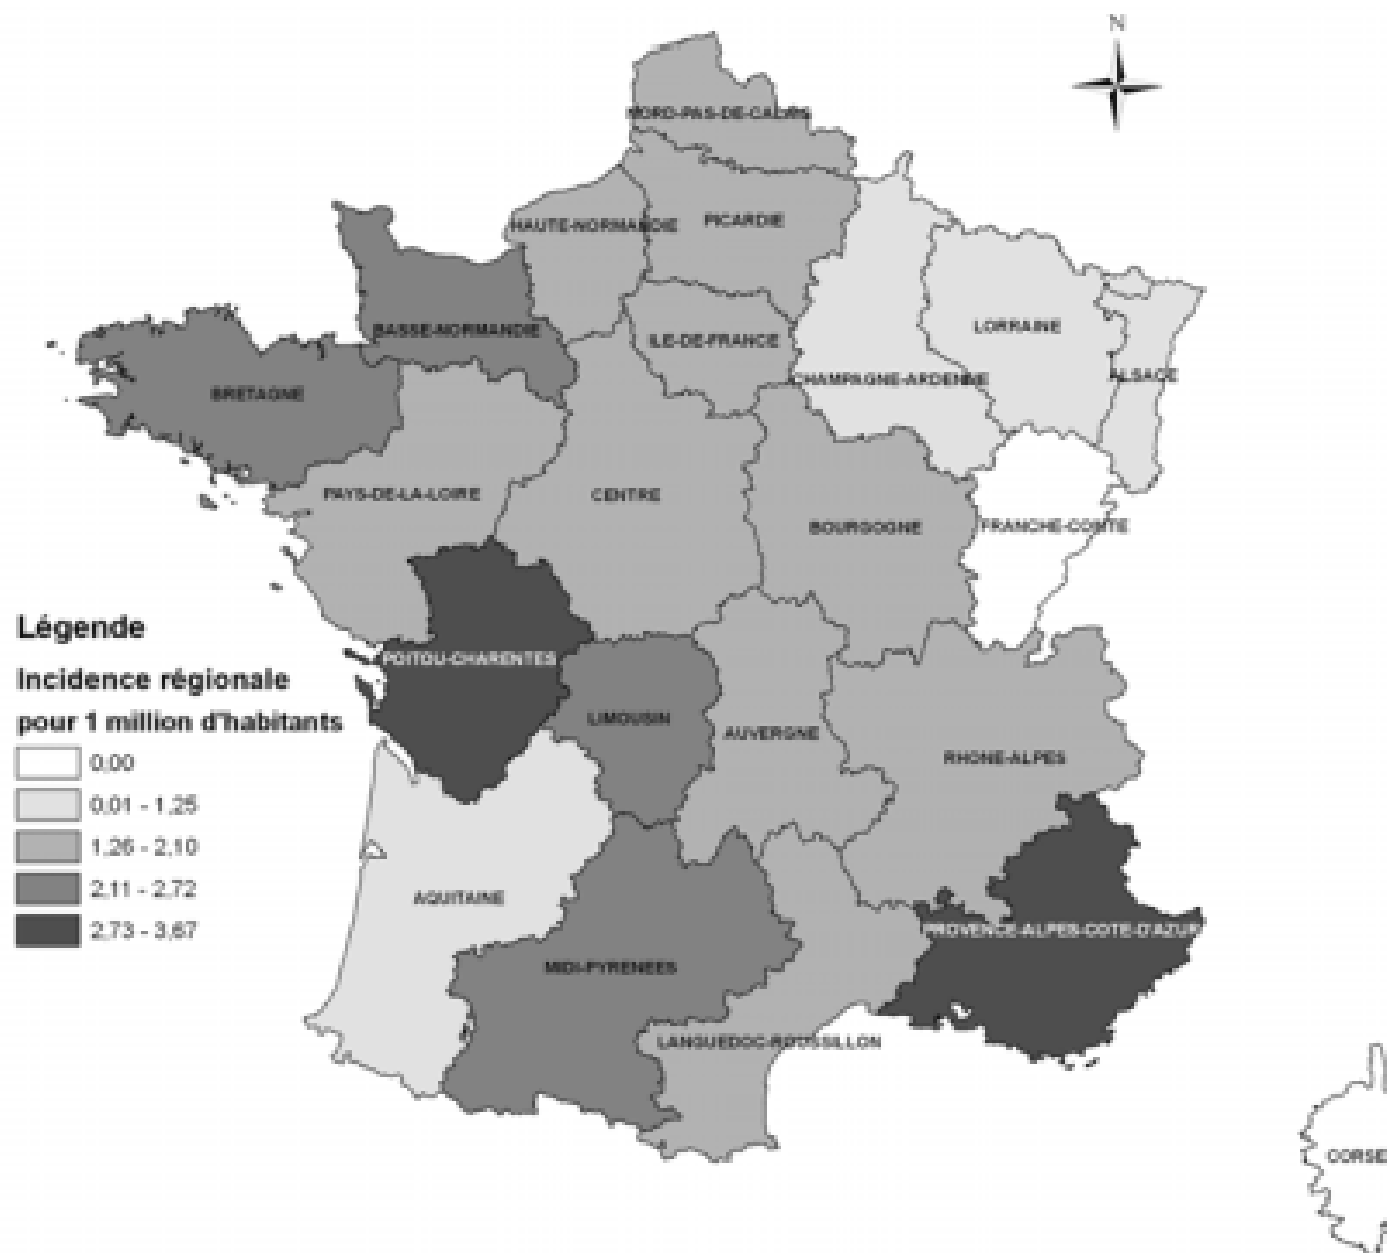 N
NORD-PAS-DE-CALAIS
HAUTE-NORMANDIE
PICARDIE
BASSE-NORMANDIE
ILE-DE-FRANCE
LORRAINE
CHAMPAGNE-ARDENNE
ALSACE
BRETAGNE
PAYS-DE-LA-LOIRE
CENTRE
BOURGOGNE
FRANCHE-COMTE
Légende
Incidence régionale
pour 1 million d'habitants
0,00
0,01 - 1,25
1,26 - 2,10
2,11 - 2,72
2,73 - 3,67
POITOU-CHARENTES
LIMOUSIN
AUVERGNE
RHONE-ALPES
AQUITAINE
PROVENCE-ALPES-COTE-D'AZUR
MIDI-PYRENEES
LANGUEDOC-ROUSSILLON
CORSE